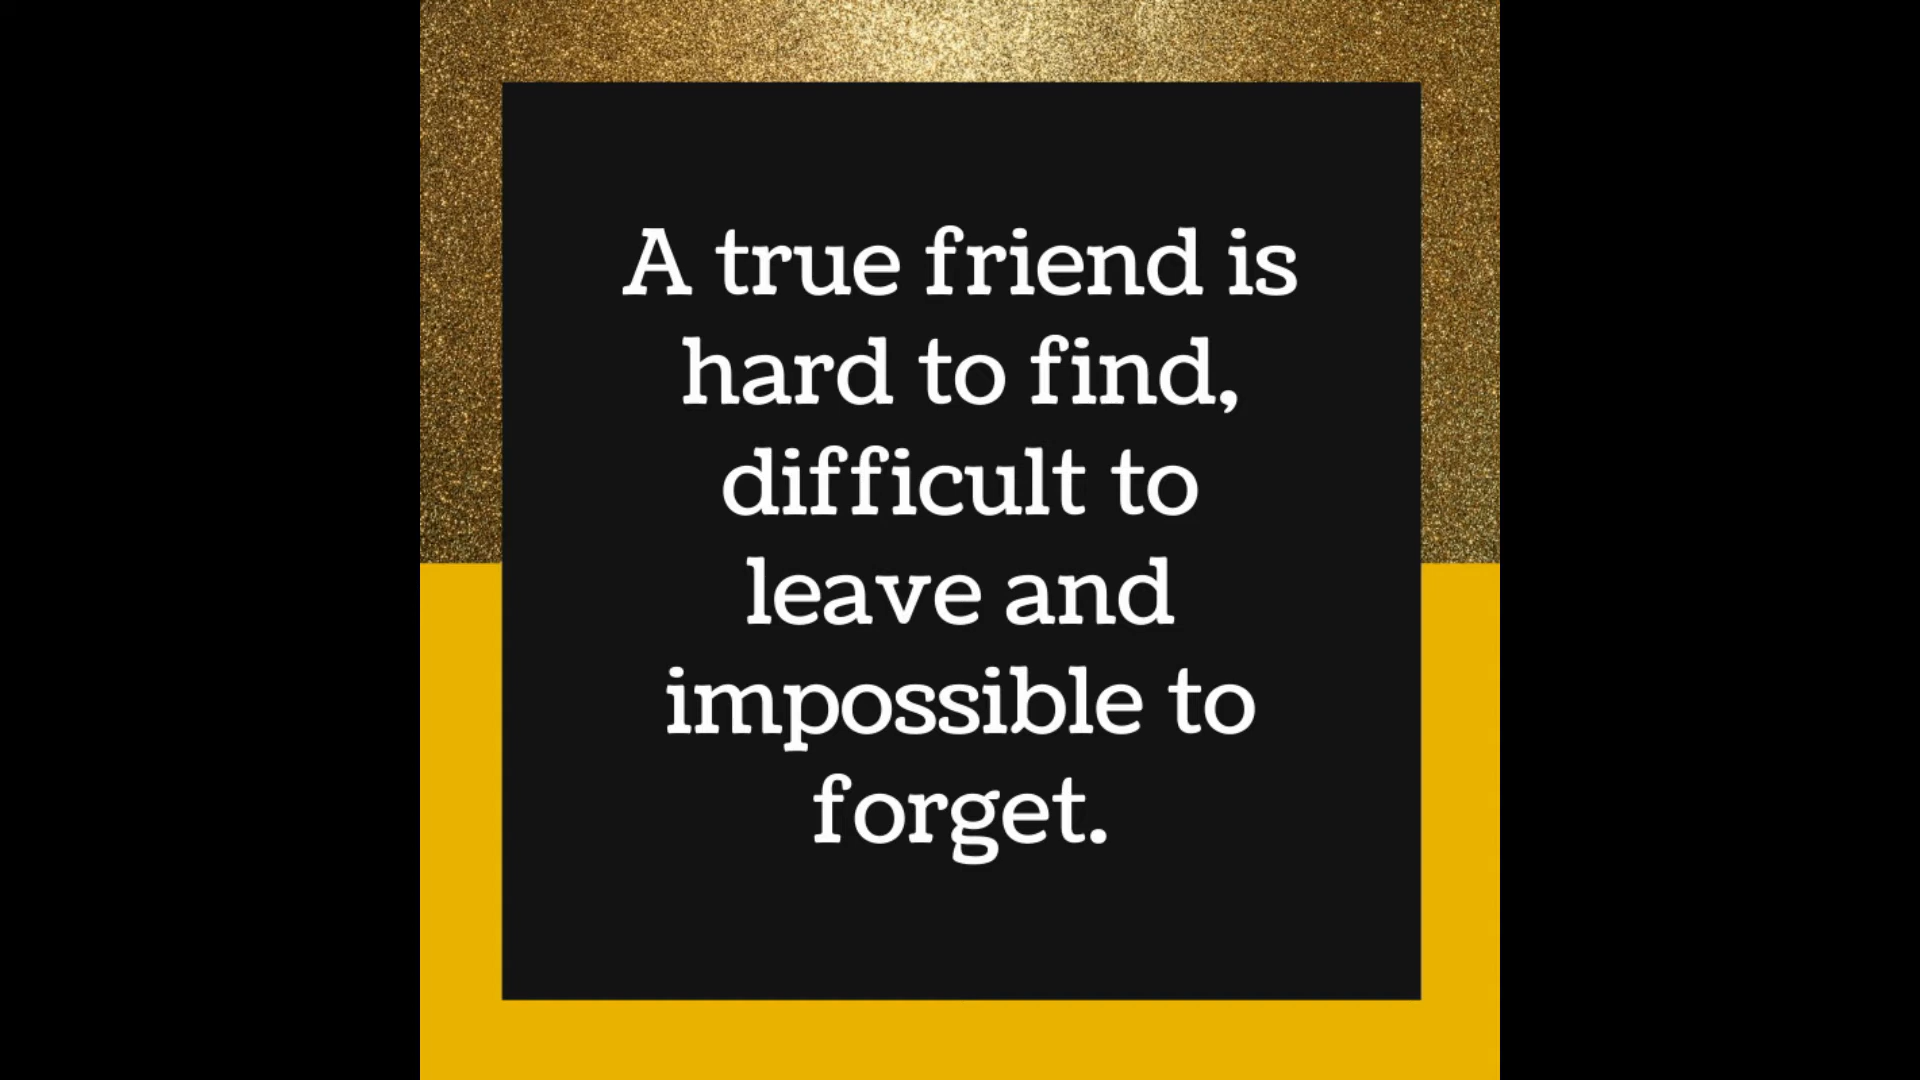 A true friend is
hard to find,
difficult to
leave and
impossible to
forget.